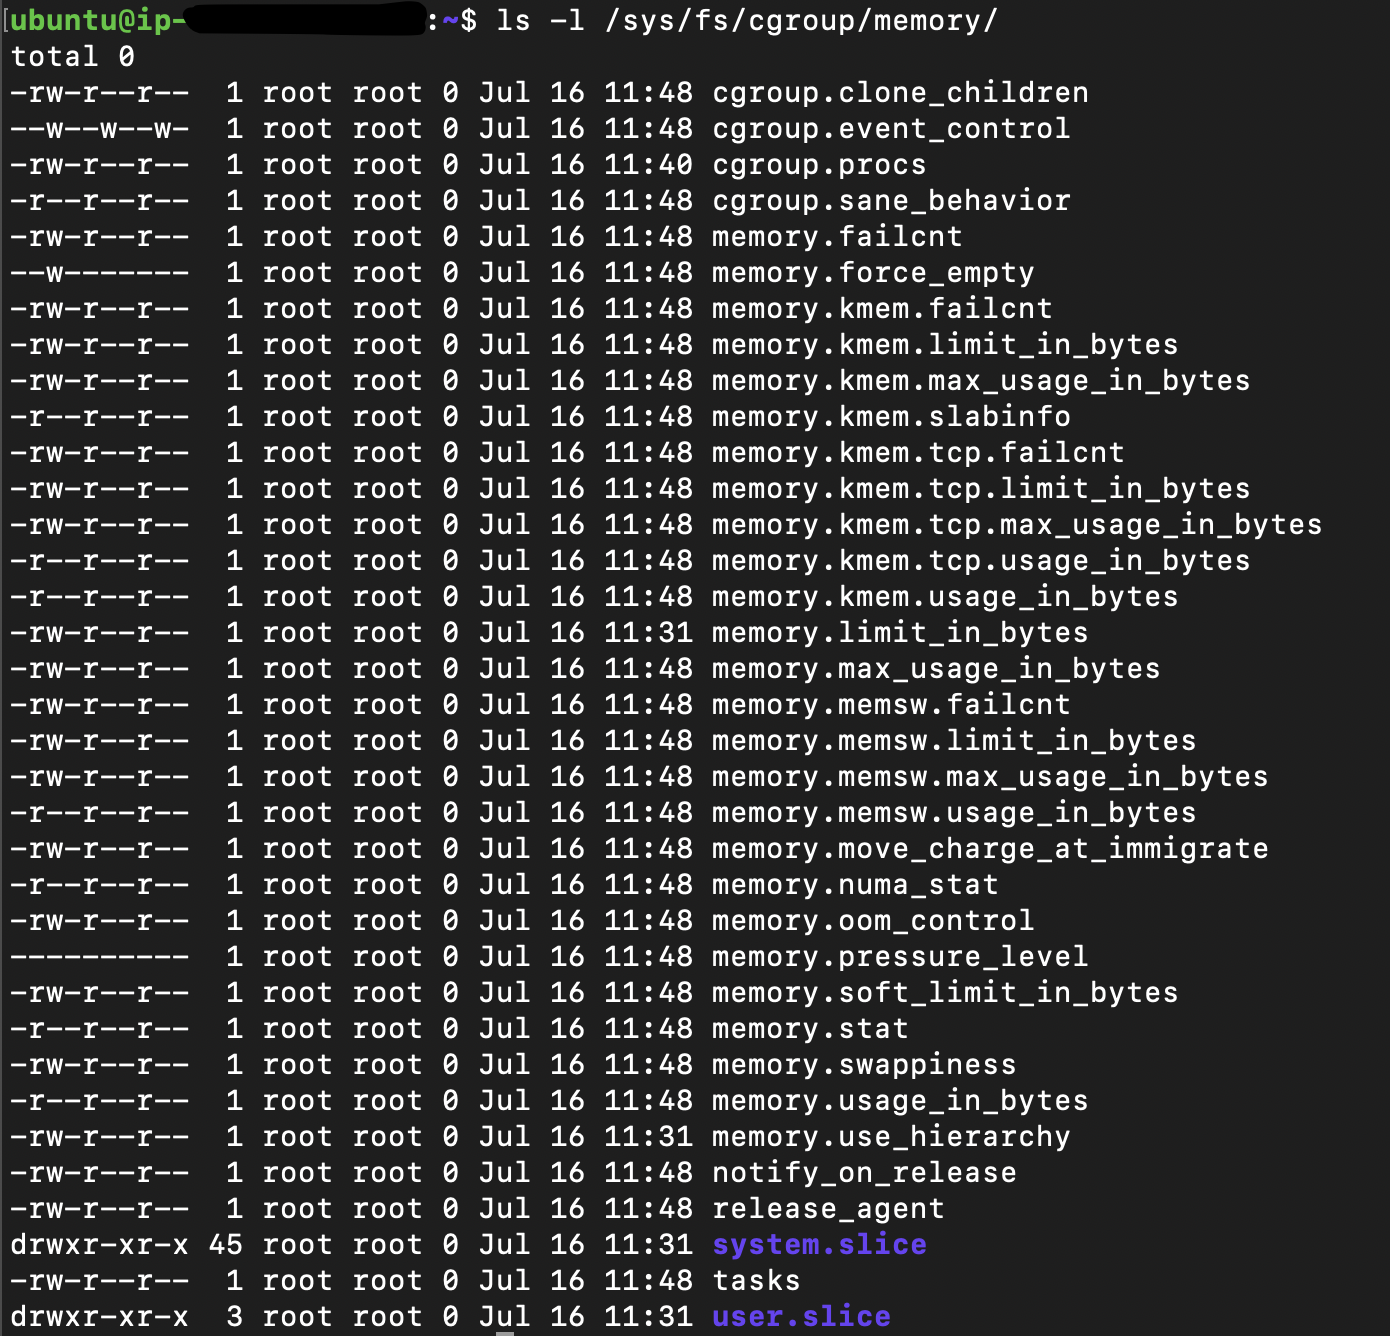 ubuntu@ip-:~$ ls -l /sys/fs/cgroup/memory/
total 0
-rw-r--r--  1 root root 0 Jul 16 11:48 cgroup.clone_children
--w--w--w-  1 root root 0 Jul 16 11:48 cgroup.event_control
-rw-r--r--  1 root root 0 Jul 16 11:40 cgroup.procs
-r--r--r--  1 root root 0 Jul 16 11:48 cgroup.sane_behavior
-rw-r--r--  1 root root 0 Jul 16 11:48 memory.failcnt
--w-------  1 root root 0 Jul 16 11:48 memory.force_empty
-rw-r--r--  1 root root 0 Jul 16 11:48 memory.kmem.failcnt
-rw-r--r--  1 root root 0 Jul 16 11:48 memory.kmem.limit_in_bytes
-rw-r--r--  1 root root 0 Jul 16 11:48 memory.kmem.max_usage_in_bytes
-r--r--r--  1 root root 0 Jul 16 11:48 memory.kmem.slabinfo
-rw-r--r--  1 root root 0 Jul 16 11:48 memory.kmem.tcp.failcnt
-rw-r--r--  1 root root 0 Jul 16 11:48 memory.kmem.tcp.limit_in_bytes
-rw-r--r--  1 root root 0 Jul 16 11:48 memory.kmem.tcp.max_usage_in_bytes
-r--r--r--  1 root root 0 Jul 16 11:48 memory.kmem.tcp.usage_in_bytes
-r--r--r--  1 root root 0 Jul 16 11:48 memory.kmem.usage_in_bytes
-rw-r--r--  1 root root 0 Jul 16 11:31 memory.limit_in_bytes
-rw-r--r--  1 root root 0 Jul 16 11:48 memory.max_usage_in_bytes
-rw-r--r--  1 root root 0 Jul 16 11:48 memory.memsw.failcnt
-rw-r--r--  1 root root 0 Jul 16 11:48 memory.memsw.limit_in_bytes
-rw-r--r--  1 root root 0 Jul 16 11:48 memory.memsw.max_usage_in_bytes
-r--r--r--  1 root root 0 Jul 16 11:48 memory.memsw.usage_in_bytes
-rw-r--r--  1 root root 0 Jul 16 11:48 memory.move_charge_at_immigrate
-r--r--r--  1 root root 0 Jul 16 11:48 memory.numa_stat
-rw-r--r--  1 root root 0 Jul 16 11:48 memory.oom_control
----------  1 root root 0 Jul 16 11:48 memory.pressure_level
-rw-r--r--  1 root root 0 Jul 16 11:48 memory.soft_limit_in_bytes
-r--r--r--  1 root root 0 Jul 16 11:48 memory.stat
-rw-r--r--  1 root root 0 Jul 16 11:48 memory.swappiness
-r--r--r--  1 root root 0 Jul 16 11:48 memory.usage_in_bytes
-rw-r--r--  1 root root 0 Jul 16 11:31 memory.use_hierarchy
-rw-r--r--  1 root root 0 Jul 16 11:48 notify_on_release
-rw-r--r--  1 root root 0 Jul 16 11:48 release_agent
drwxr-xr-x 45 root root 0 Jul 16 11:31 system.slice
-rw-r--r--  1 root root 0 Jul 16 11:48 tasks
drwxr-xr-x  3 root root 0 Jul 16 11:31 user.slice